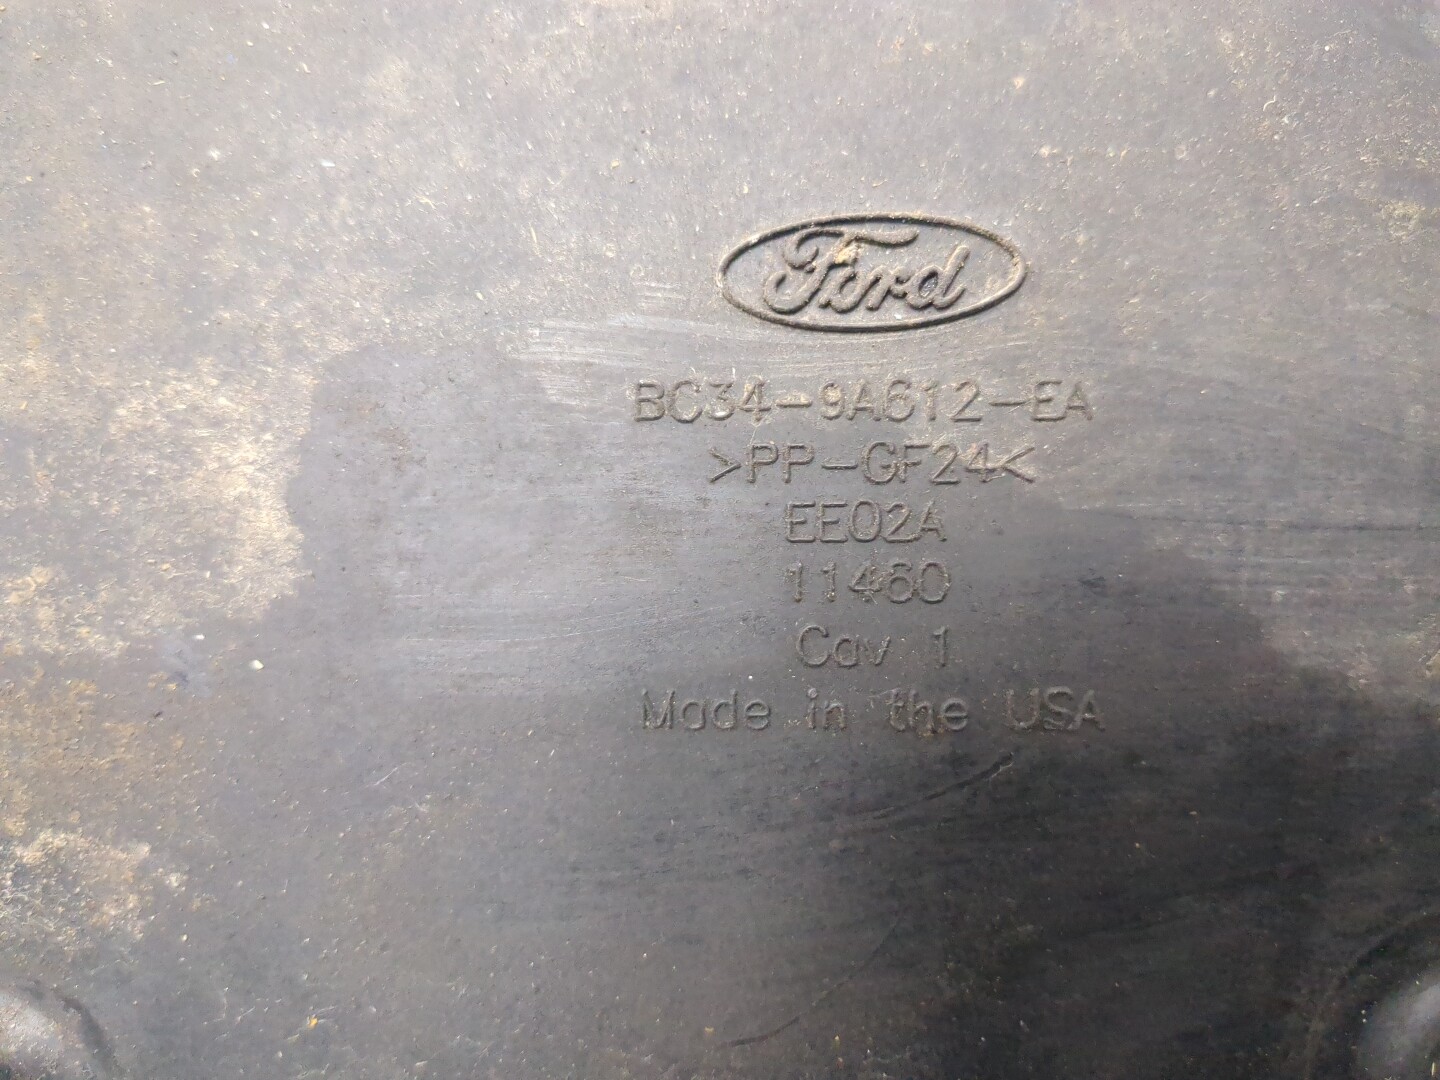 Ford
BC34-9A612-EA
>PP-GF24<
EE02A
11460
Cav 1
Made in the USA